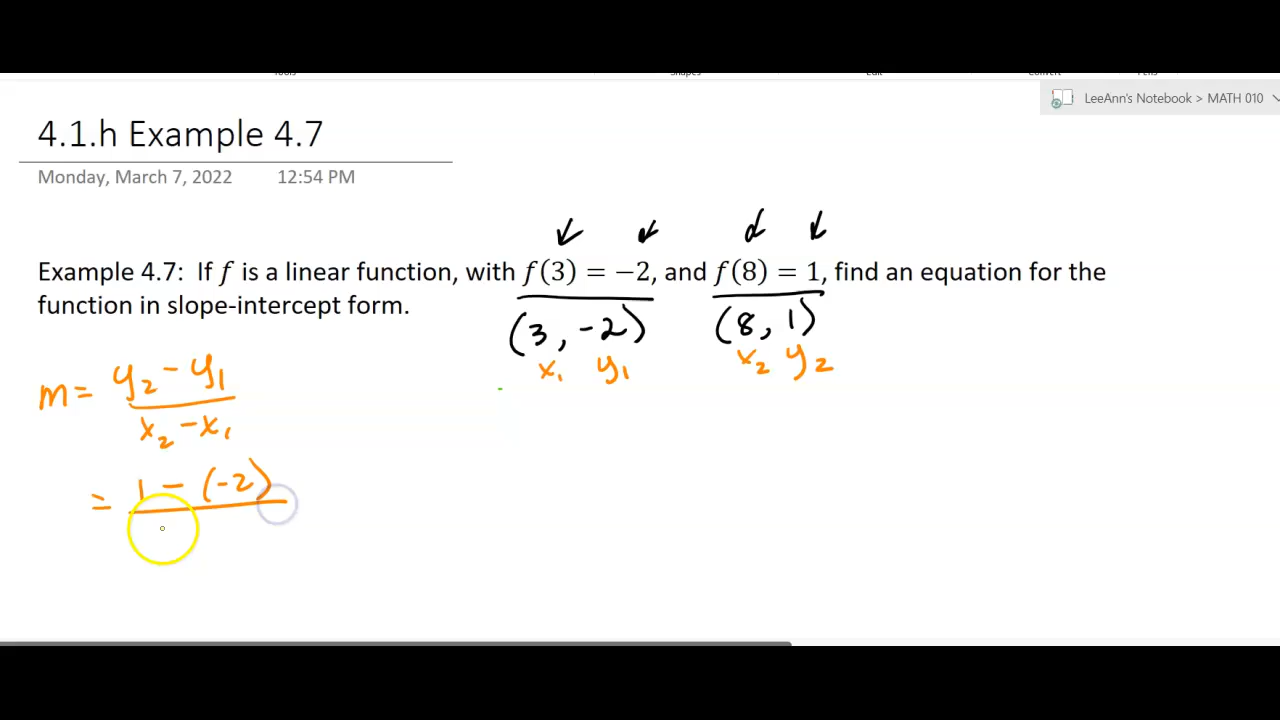 LeeAnn's Notebook > MATH 010
4.1.h Example 4.7
Monday, March 7, 2022 12:54 PM
Example 4.7: If f is a linear function, with f(3) = −2, and f(8) = 1, find an equation for the
function in slope-intercept form.
(3, -2) (8, 1)
x₁ y₁ x₂ y₂
m = y₂ - y₁
x₂ - x₁
= 1 - (-2)